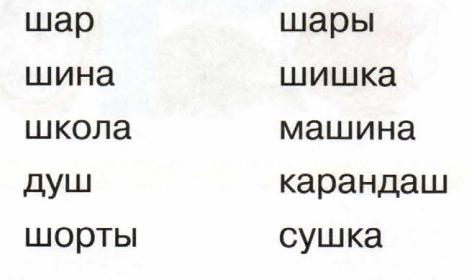 шар шары
шина шишка
школа машина
душ карандаш
шорты сушка